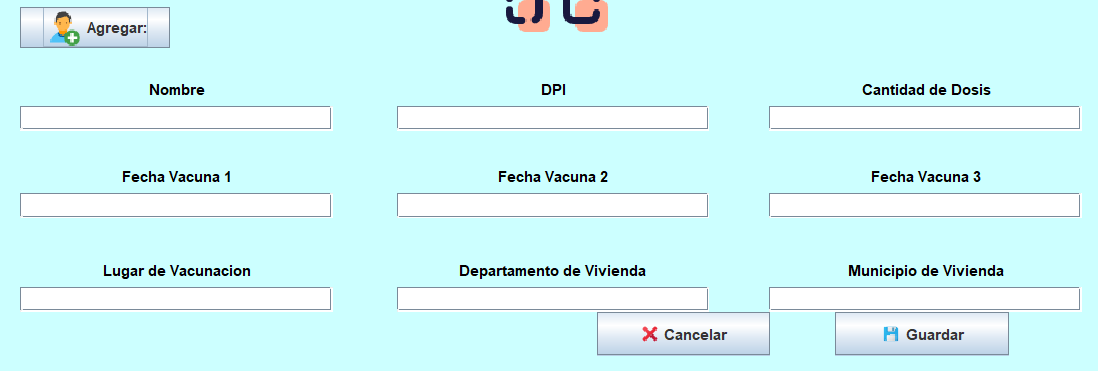 Agregar:
Nombre
DPI
Cantidad de Dosis
Fecha Vacuna 1
Fecha Vacuna 2
Fecha Vacuna 3
Lugar de Vacunacion
Departamento de Vivienda
Municipio de Vivienda
Cancelar
Guardar